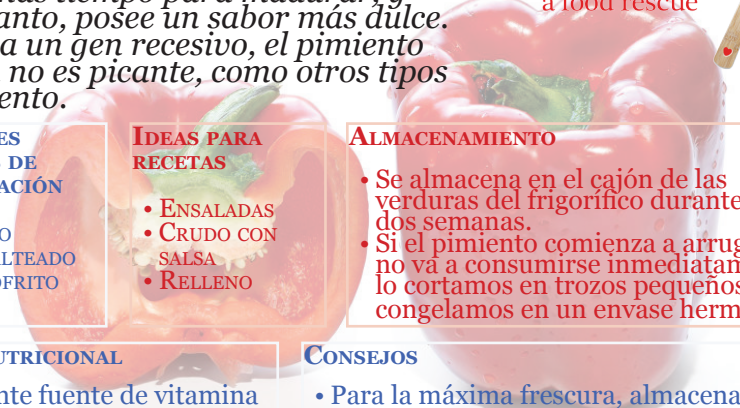 a food rescue
anto, posee un sabor más dulce.
a un gen recesivo, el pimiento
no es picante, como otros tipos
ento.
ES
DE
ACIÓN
O
LTEADO
FRITO
Ideas para
recetas
• Ensaladas
• Crudo con
salsa
• Relleno
Almacenamiento
• Se almacena en el cajón de las
verduras del frigorífico durante
dos semanas.
• Si el pimiento comienza a arrug
no va a consumirse inmediatam
lo cortamos en trozos pequeños
congelamos en un envase herm
utricional
nte fuente de vitamina
Consejos
• Para la máxima frescura, almacena